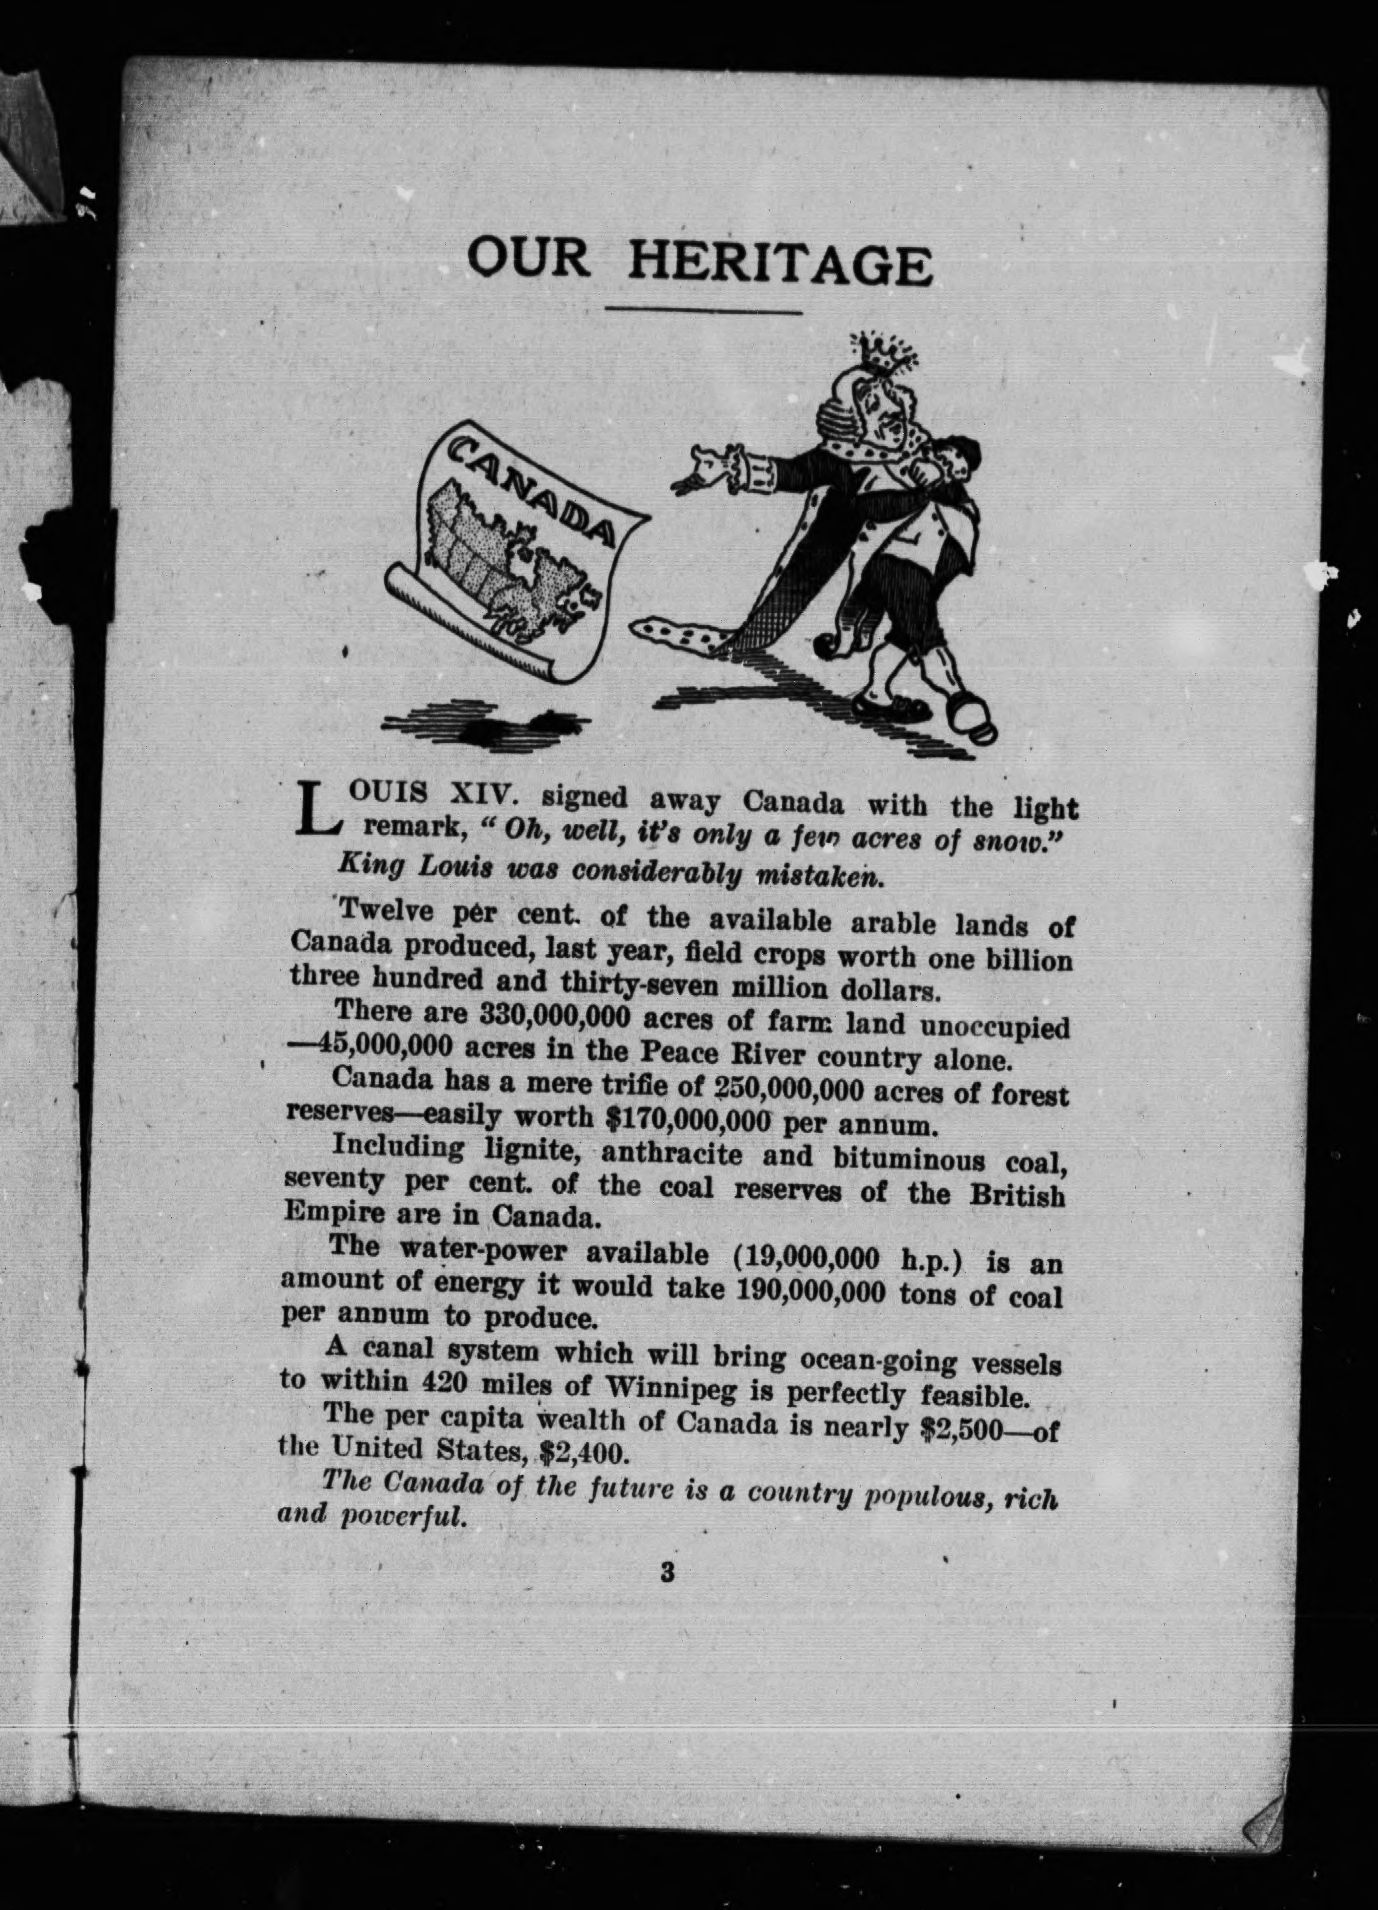 OUR HERITAGE
CANADA
LOUIS XIV. signed away Canada with the light
remark, “Oh, well, it's only a few acres of snow.”
King Louis was considerably mistaken.
Twelve per cent. of the available arable lands of
Canada produced, last year, field crops worth one billion
three hundred and thirty-seven million dollars.
There are 330,000,000 acres of farm land unoccupied
—45,000,000 acres in the Peace River country alone.
Canada has a mere trifle of 250,000,000 acres of forest
reserves—easily worth $170,000,000 per annum.
Including lignite, anthracite and bituminous coal,
seventy per cent. of the coal reserves of the British
Empire are in Canada.
The water-power available (19,000,000 h.p.) is an
amount of energy it would take 190,000,000 tons of coal
per annum to produce.
A canal system which will bring ocean-going vessels
to within 420 miles of Winnipeg is perfectly feasible.
The per capita wealth of Canada is nearly $2,500—of
the United States, $2,400.
The Canada of the future is a country populous, rich
and powerful.
3